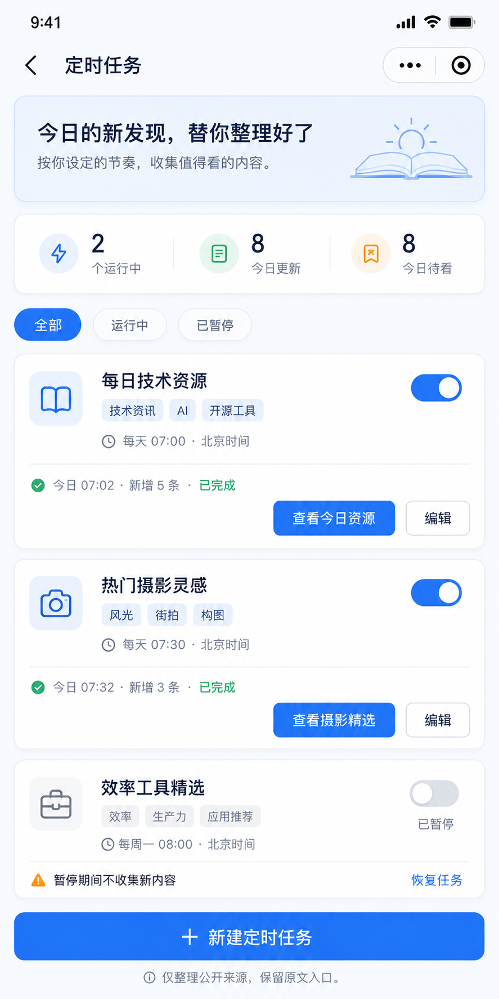 9:41
定时任务
今日的新发现，替你整理好了
按你设定的节奏，收集值得看的内容。
2
个运行中
8
今日更新
8
今日待看
全部 运行中 已暂停
每日技术资源
技术资讯 AI 开源工具
每天 07:00 · 北京时间
今日 07:02 · 新增 5 条 · 已完成
查看今日资源 编辑
热门摄影灵感
风光 街拍 构图
每天 07:30 · 北京时间
今日 07:32 · 新增 3 条 · 已完成
查看摄影精选 编辑
效率工具精选
效率 生产力 应用推荐
已暂停
每周一 08:00 · 北京时间
暂停期间不收集新内容 恢复任务
新建定时任务
仅整理公开来源，保留原文入口。